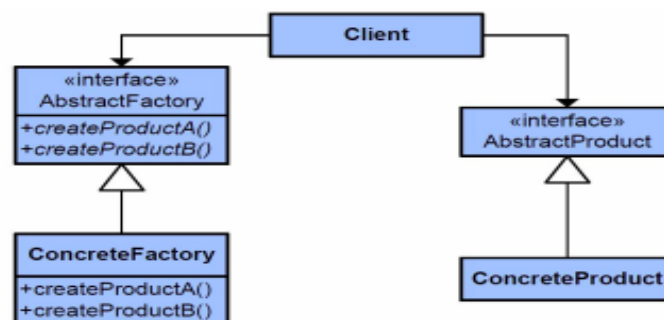 Client
«interface»
AbstractFactory
+createProductA()
+createProductB()
«interface»
AbstractProduct
ConcreteFactory
+createProductA()
+createProductB()
ConcreteProduct